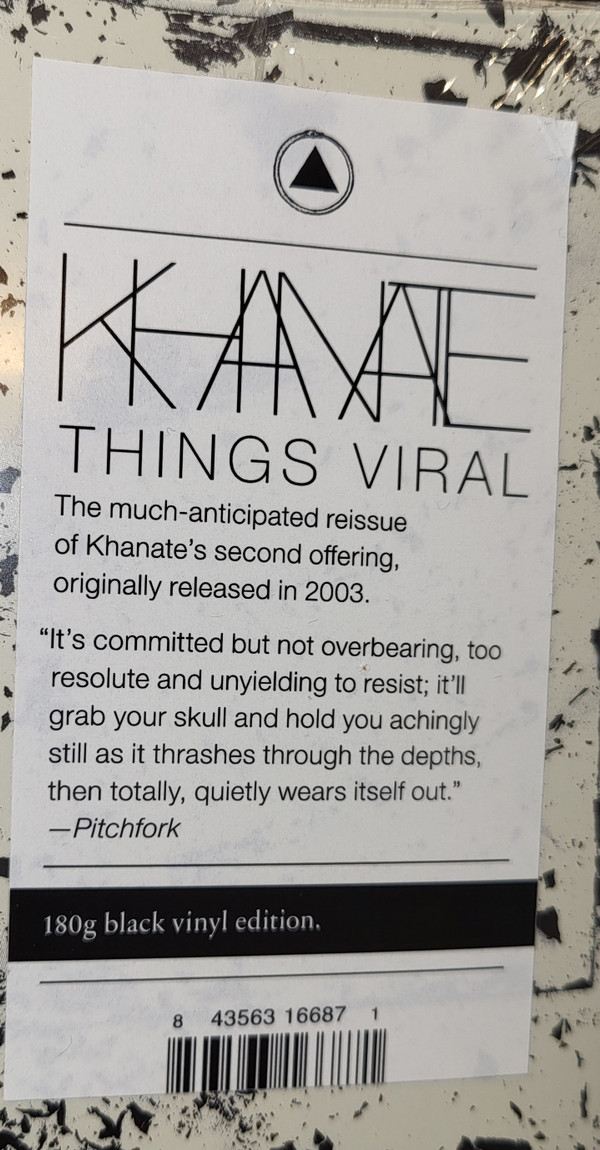 KHANATE
THINGS VIRAL
The much-anticipated reissue
of Khanate's second offering,
originally released in 2003.
“It's committed but not overbearing, too
resolute and unyielding to resist; it'll
grab your skull and hold you achingly
still as it thrashes through the depths,
then totally, quietly wears itself out.”
—Pitchfork
180g black vinyl edition.
8 43563 16687 1